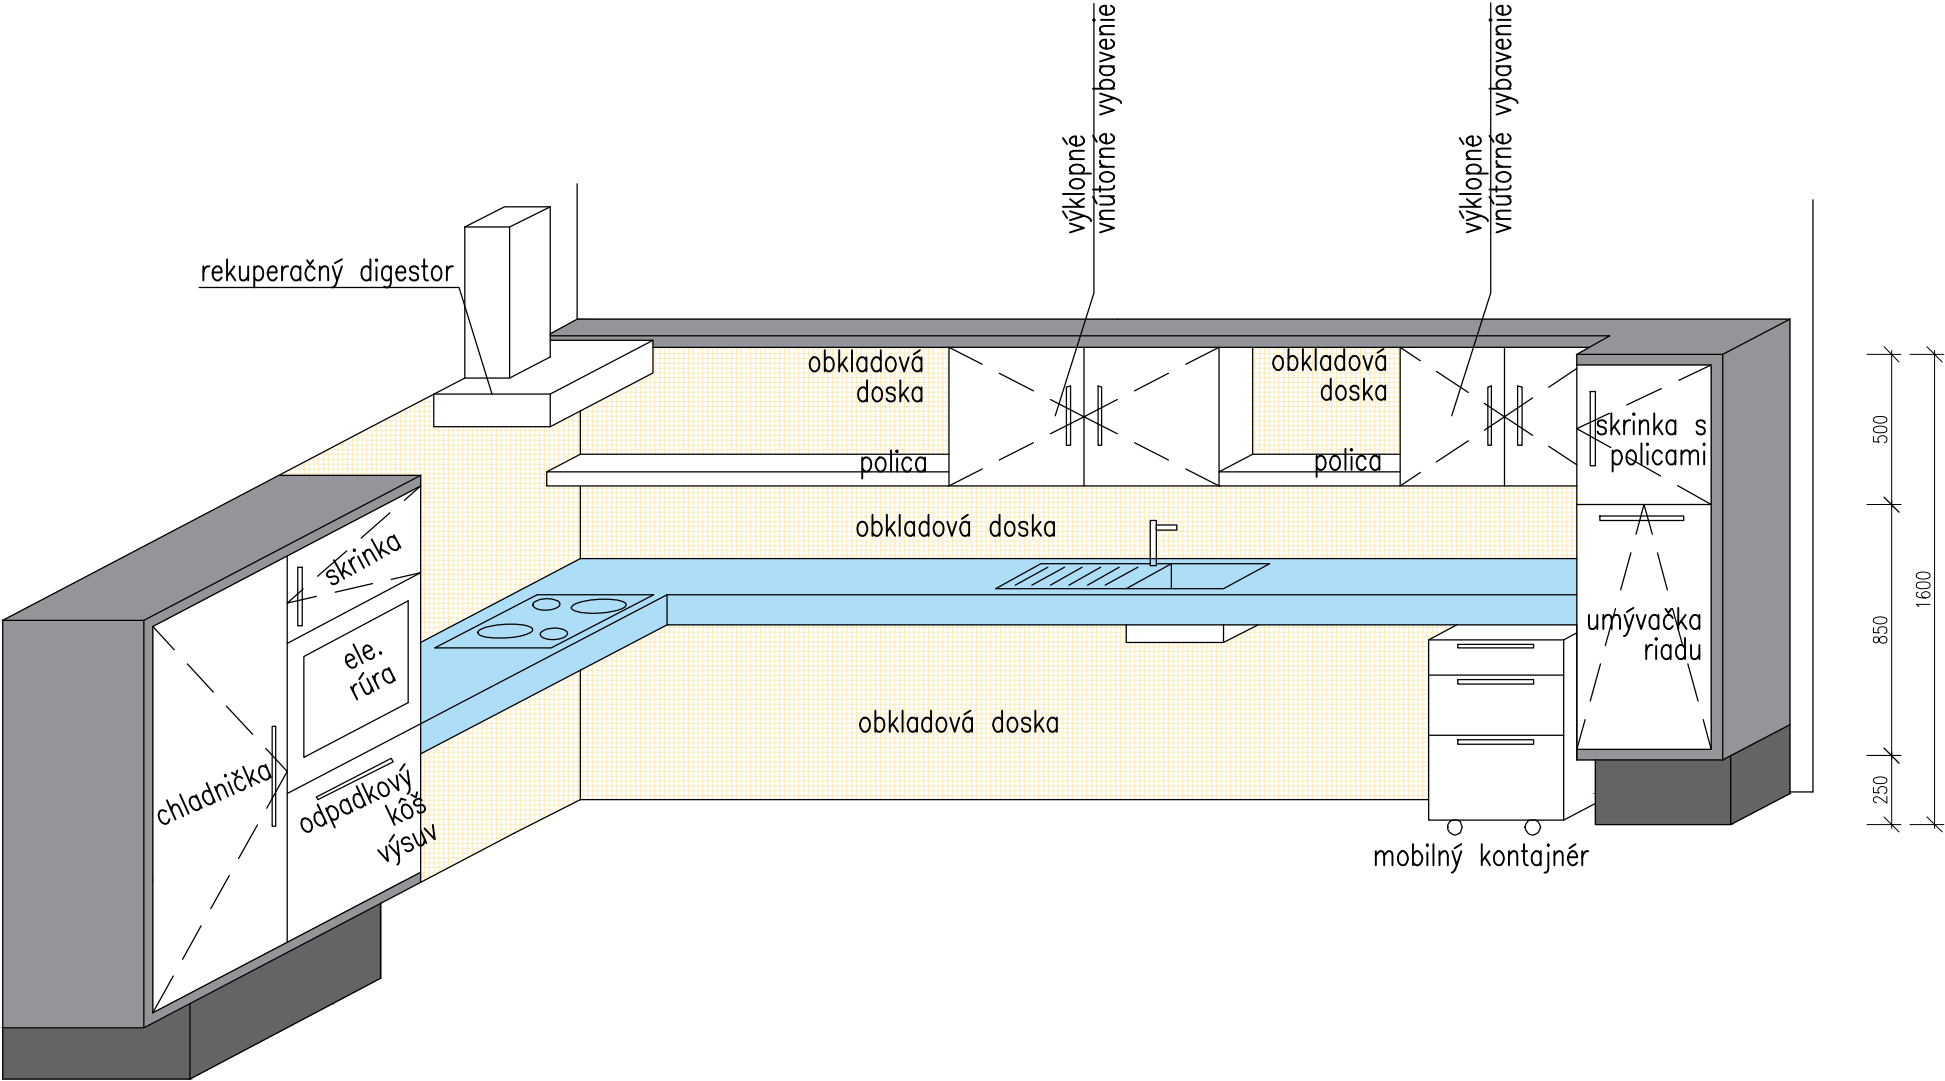 výklopné
vnútorné vybavenie
výklopné
vnútorné vybavenie
rekuperačný digestor
obkladová
doska
obkladová
doska
polica
polica
skrinka s
policami
500
obkladová doska
skrinka
1600
umývačka
riadu
850
ele.
rúra
obkladová doska
chladnička
odpadkový
kôš
výsuv
250
mobilný kontajnér